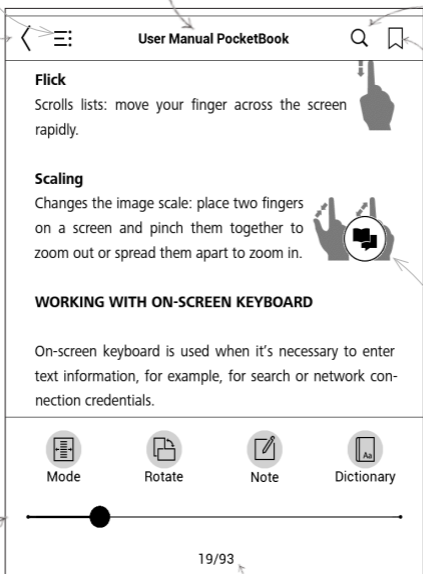 User Manual PocketBook
Flick
Scrolls lists: move your finger across the screen
rapidly.
Scaling
Changes the image scale: place two fingers
on a screen and pinch them together to
zoom out or spread them apart to zoom in.
WORKING WITH ON-SCREEN KEYBOARD
On-screen keyboard is used when it’s necessary to enter
text information, for example, for search or network con-
nection credentials.
Mode Rotate Note Aa Dictionary
19/93